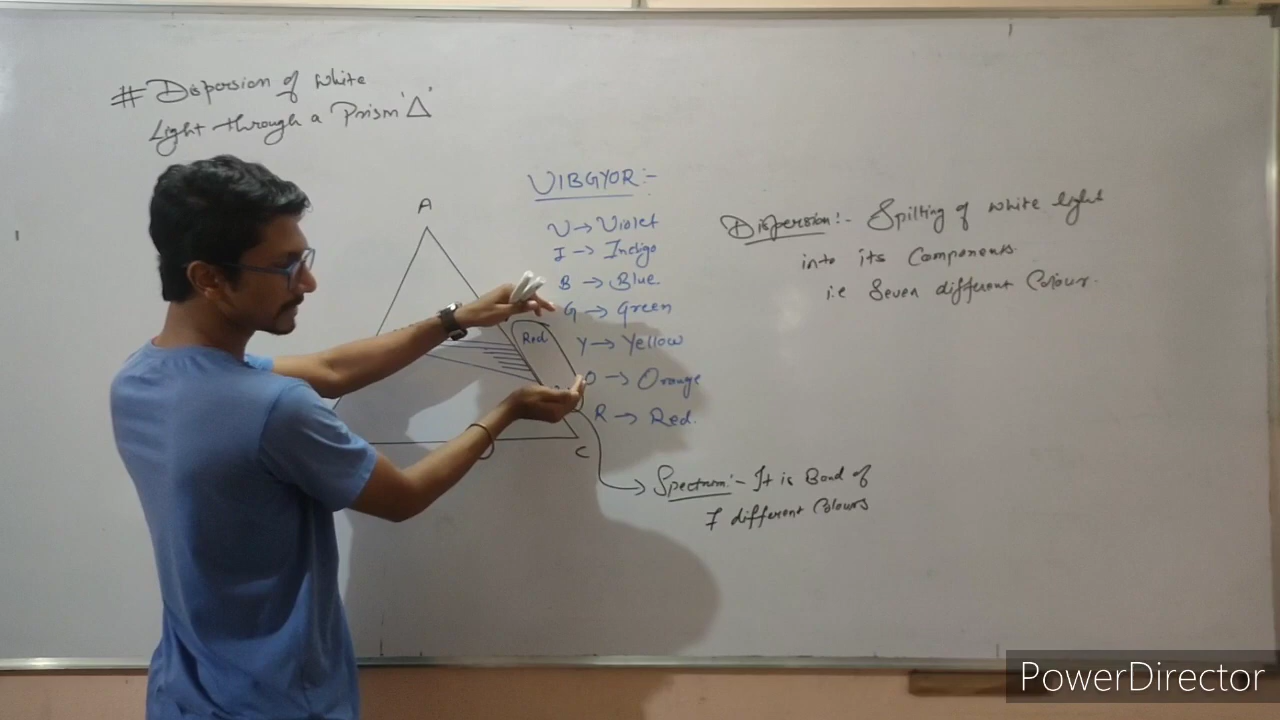 # Dispersion of white
Light through a Prism 'Δ'
A
VIBGYOR:-
V → Violet
I → Indigo
B → Blue.
G → Green
Y → Yellow
O → Orange
R → Red.
Red
C
Dispersion:- Spilting of white light
into its Components.
i.e Seven different Colour.
Spectrum:- It is Band of
7 different Colours
PowerDirector